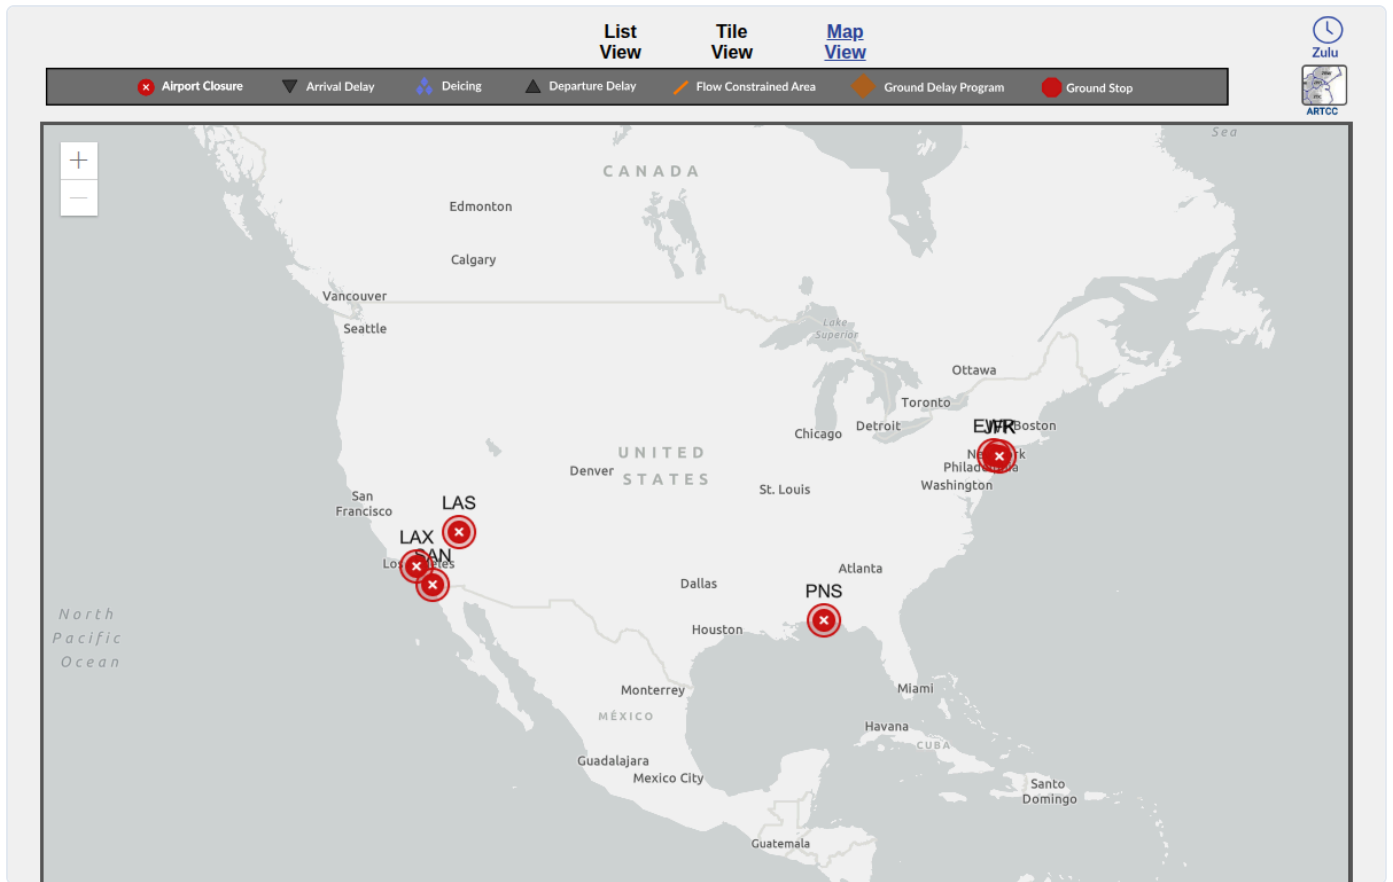 List
View
Tile
View
Map
View
Zulu
Airport Closure
Arrival Delay
Deicing
Departure Delay
Flow Constrained Area
Ground Delay Program
Ground Stop
ARTCC
Sea
CANADA
Edmonton
Calgary
Vancouver
Seattle
Lake
Superior
Ottawa
Toronto
Chicago
Detroit
EWR
JFK
Boston
UNITED
STATES
Denver
St. Louis
Washington
San
Francisco
LAS
LAX
SAN
Dallas
Atlanta
PNS
Houston
North
Pacific
Ocean
Monterrey
MÉXICO
Miami
Havana
CUBA
Guadalajara
Mexico City
Santo
Domingo
Guatemala